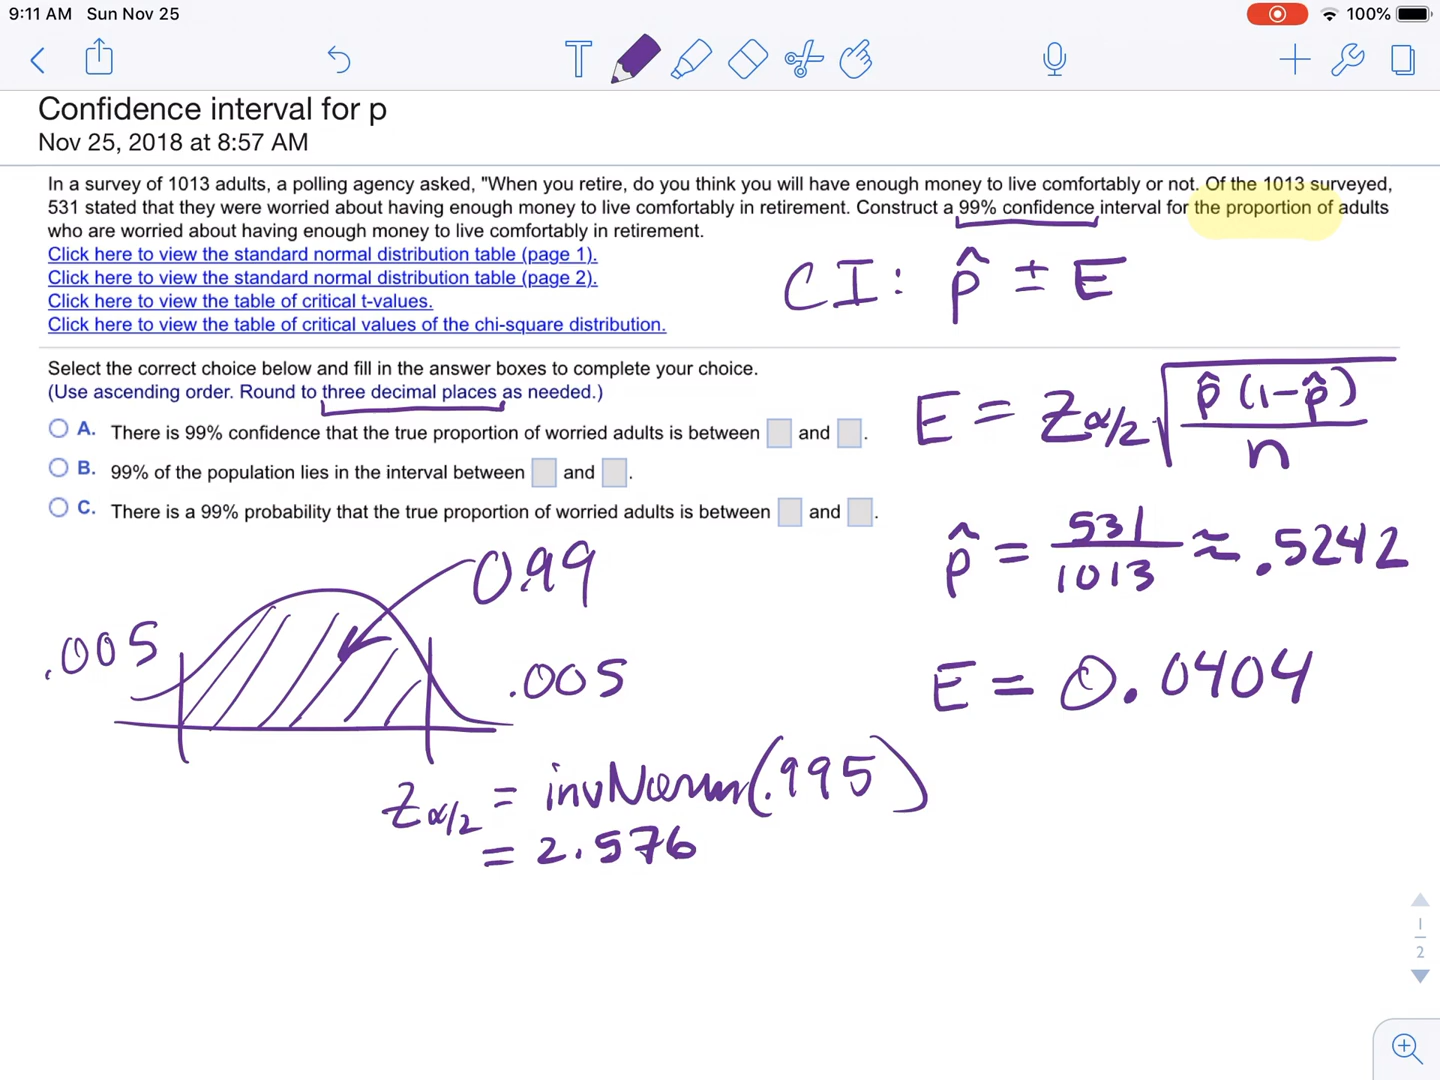 9:11 AM Sun Nov 25
100%
T
Confidence interval for p
Nov 25, 2018 at 8:57 AM
In a survey of 1013 adults, a polling agency asked, "When you retire, do you think you will have enough money to live comfortably or not. Of the 1013 surveyed,
531 stated that they were worried about having enough money to live comfortably in retirement. Construct a 99% confidence interval for the proportion of adults
who are worried about having enough money to live comfortably in retirement.
Click here to view the standard normal distribution table (page 1).
Click here to view the standard normal distribution table (page 2).
Click here to view the table of critical t-values.
Click here to view the table of critical values of the chi-square distribution.
CI: p̂ ± E
Select the correct choice below and fill in the answer boxes to complete your choice.
(Use ascending order. Round to three decimal places as needed.)
A. There is 99% confidence that the true proportion of worried adults is between and .
B. 99% of the population lies in the interval between and .
C. There is a 99% probability that the true proportion of worried adults is between and .
E = Zα/2 √(p̂(1-p̂)/n)
p̂ = 531/1013 ≈ .5242
0.99
.005
.005
E = 0.0404
Zα/2 = invNorm(.995)
= 2.576
1
2